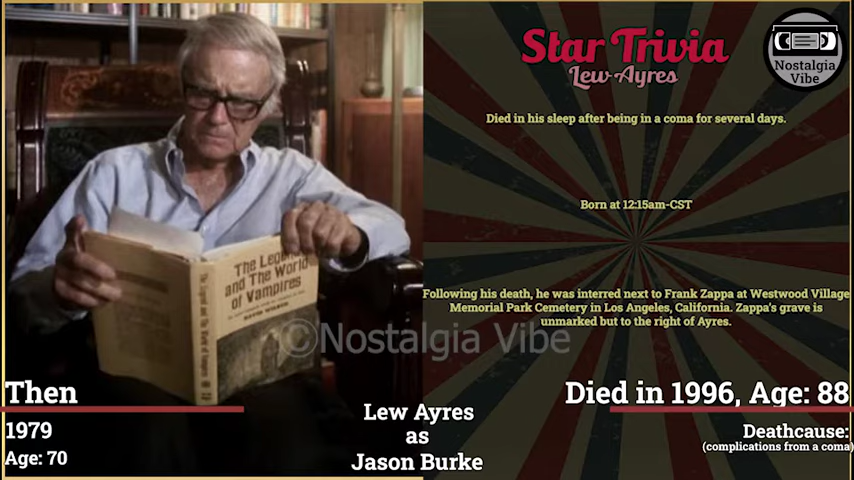 Star Trivia
Lew Ayres
Nostalgia
Vibe
Died in his sleep after being in a coma for several days.
Born at 12:15am-CST
The Legend
and The World
of Vampires
Following his death, he was interred next to Frank Zappa at Westwood Village
Memorial Park Cemetery in Los Angeles, California. Zappa's grave is
unmarked but to the right of Ayres.
©Nostalgia Vibe
Then
1979
Age: 70
Lew Ayres
as
Jason Burke
Died in 1996, Age: 88
Deathcause:
(complications from a coma)